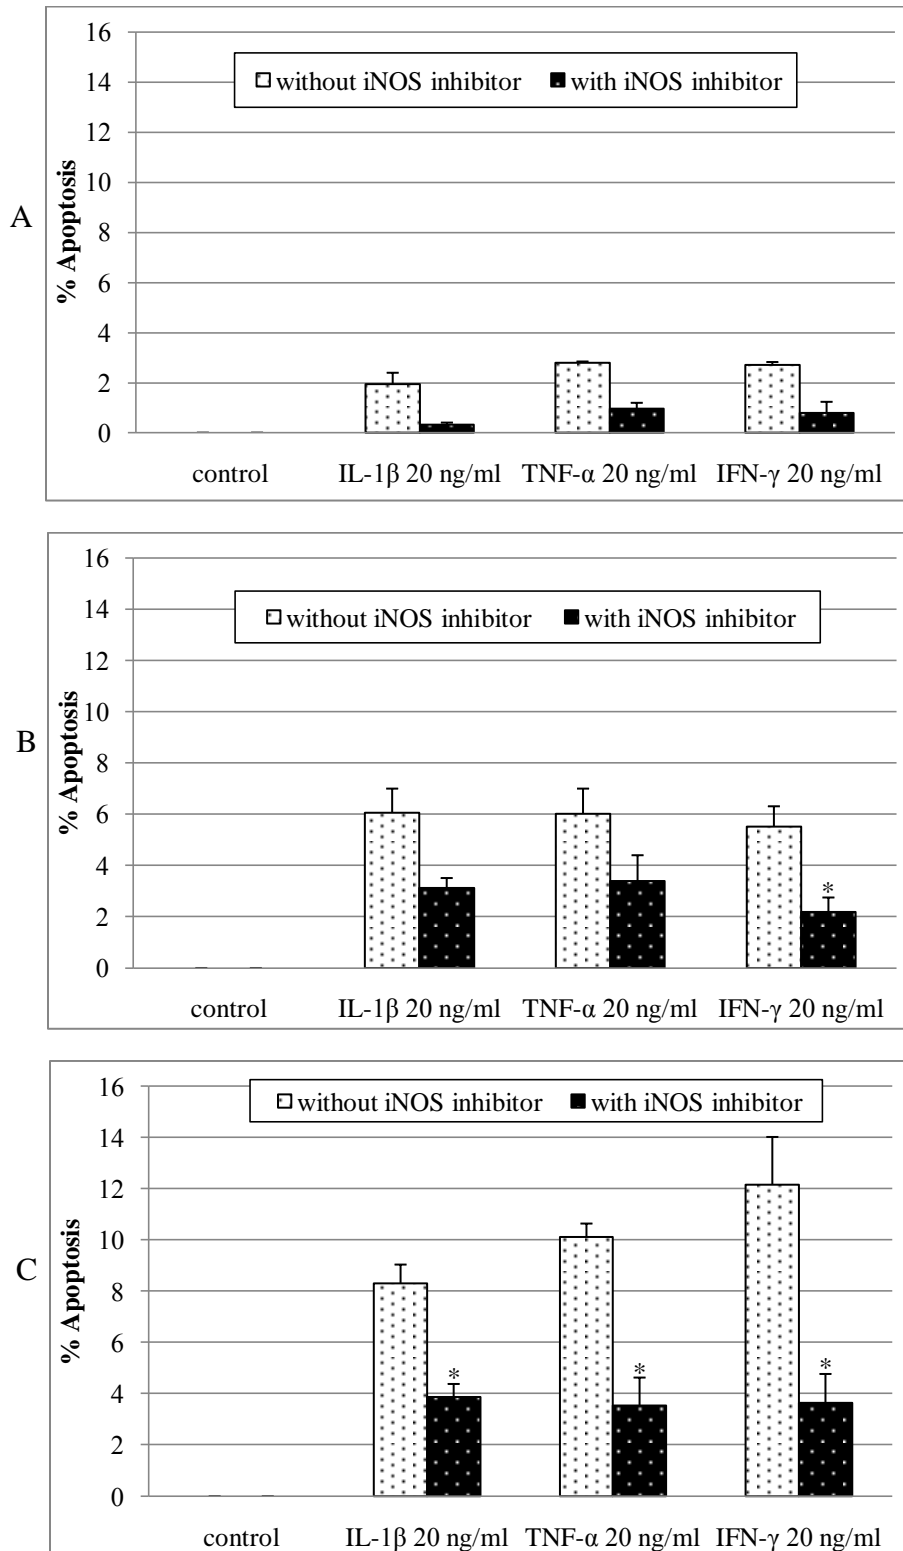 A
% Apoptosis
16
14
12
10
8
6
4
2
0
without iNOS inhibitor with iNOS inhibitor
control IL-1β 20 ng/ml TNF-α 20 ng/ml IFN-γ 20 ng/ml
B
% Apoptosis
16
14
12
10
8
6
4
2
0
without iNOS inhibitor with iNOS inhibitor
*
control IL-1β 20 ng/ml TNF-α 20 ng/ml IFN-γ 20 ng/ml
C
% Apoptosis
16
14
12
10
8
6
4
2
0
without iNOS inhibitor with iNOS inhibitor
* * *
control IL-1β 20 ng/ml TNF-α 20 ng/ml IFN-γ 20 ng/ml